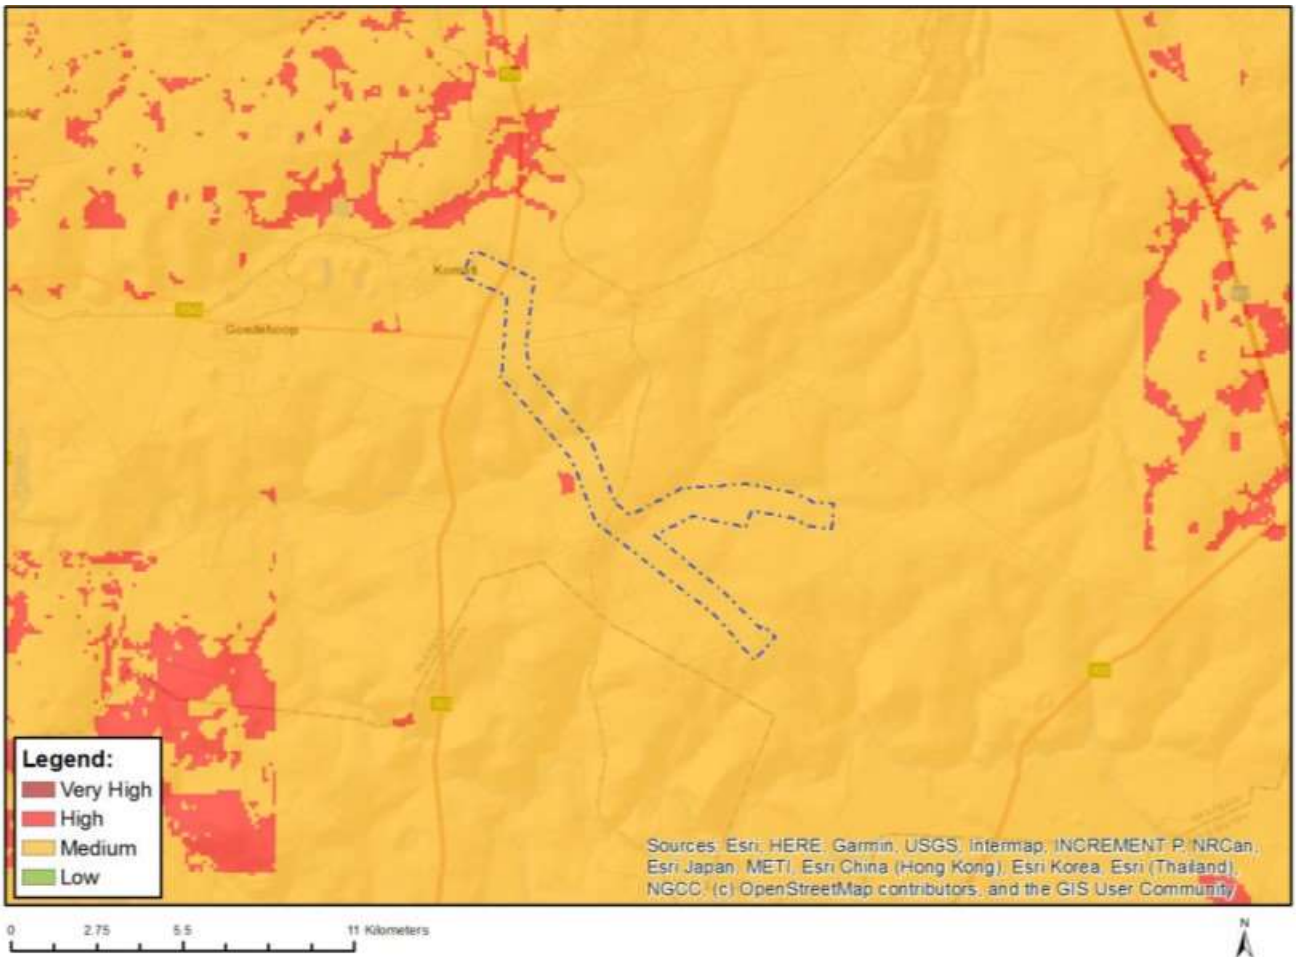 Goedehoop
Legend:
Very High
High
Medium
Low
Sources: Esri, HERE, Garmin, USGS, Intermap, INCREMENT P, NRCan,
Esri Japan, METI, Esri China (Hong Kong), Esri Korea, Esri (Thailand),
NGCC, (c) OpenStreetMap contributors, and the GIS User Community
0 2.75 5.5 11 Kilometers
N